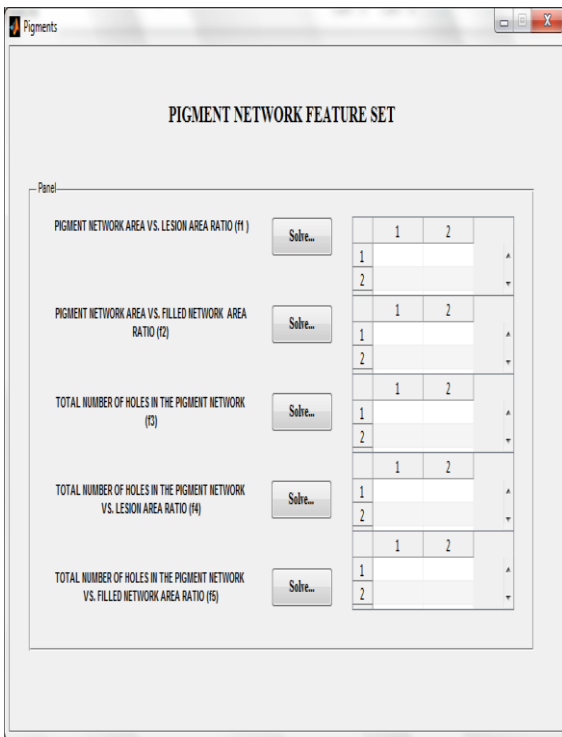 Pigments
X
PIGMENT NETWORK FEATURE SET
Panel
PIGMENT NETWORK AREA VS. LESION AREA RATIO (f1 )
Solve...
1 2
1
2
PIGMENT NETWORK AREA VS. FILLED NETWORK AREA
RATIO (f2)
Solve...
1 2
1
2
TOTAL NUMBER OF HOLES IN THE PIGMENT NETWORK
(f3)
Solve...
1 2
1
2
TOTAL NUMBER OF HOLES IN THE PIGMENT NETWORK
VS. LESION AREA RATIO (f4)
Solve...
1 2
1
2
TOTAL NUMBER OF HOLES IN THE PIGMENT NETWORK
VS. FILLED NETWORK AREA RATIO (f5)
Solve...
1 2
1
2